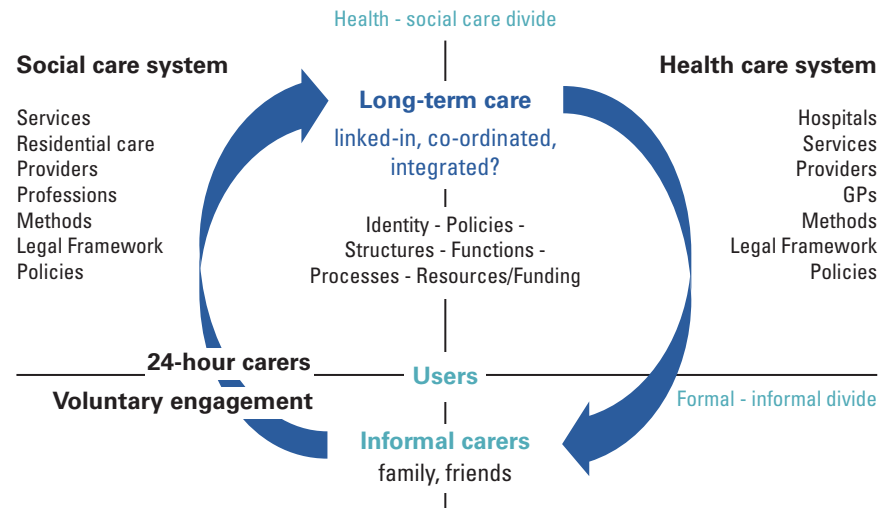 Health - social care divide
Social care system
Services
Residential care
Providers
Professions
Methods
Legal Framework
Policies
Long-term care
linked-in, co-ordinated,
integrated?
Identity - Policies -
Structures - Functions -
Processes - Resources/Funding
Health care system
Hospitals
Services
Providers
GPs
Methods
Legal Framework
Policies
24-hour carers
Users
Voluntary engagement
Formal - informal divide
Informal carers
family, friends